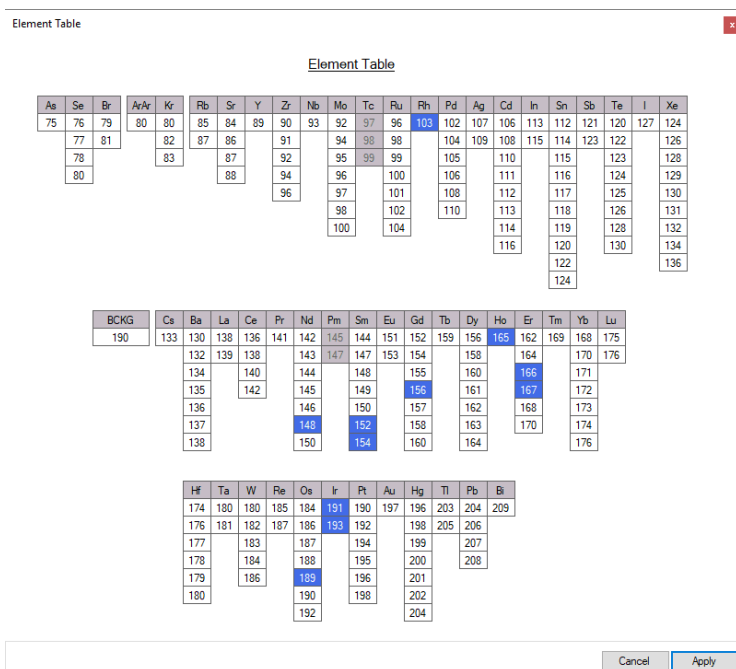 Element Table
x
Element Table
As Se Br ArAr Kr Rb Sr Y Zr Nb Mo Tc Ru Rh Pd Ag Cd In Sn Sb Te I Xe
75 76 79 80 80 85 84 89 90 93 92 97 96 103 102 107 106 113 112 121 120 127 124
77 81 82 87 86 91 94 98 98 104 109 108 115 114 123 122 126
78 83 87 92 95 99 99 105 110 115 123 128
80 88 94 96 100 106 111 116 124 129
96 97 101 108 112 117 125 130
98 102 110 113 118 126 131
100 104 114 119 128 132
116 120 130 134
122 136
124
BCKG Cs Ba La Ce Pr Nd Pm Sm Eu Gd Tb Dy Ho Er Tm Yb Lu
190 133 130 138 136 141 142 145 144 151 152 159 156 165 162 169 168 175
132 139 138 143 147 147 153 154 158 164 170 176
134 140 144 148 155 160 166 171
135 142 145 149 156 161 167 172
136 146 150 157 162 168 173
137 148 152 158 163 170 174
138 150 154 160 164 176
Hf Ta W Re Os Ir Pt Au Hg Tl Pb Bi
174 180 180 185 184 191 190 197 196 203 204 209
176 181 182 187 186 193 192 198 205 206
177 183 187 194 199 207
178 184 188 195 200 208
179 186 189 196 201
180 190 198 202
192 204
Cancel Apply